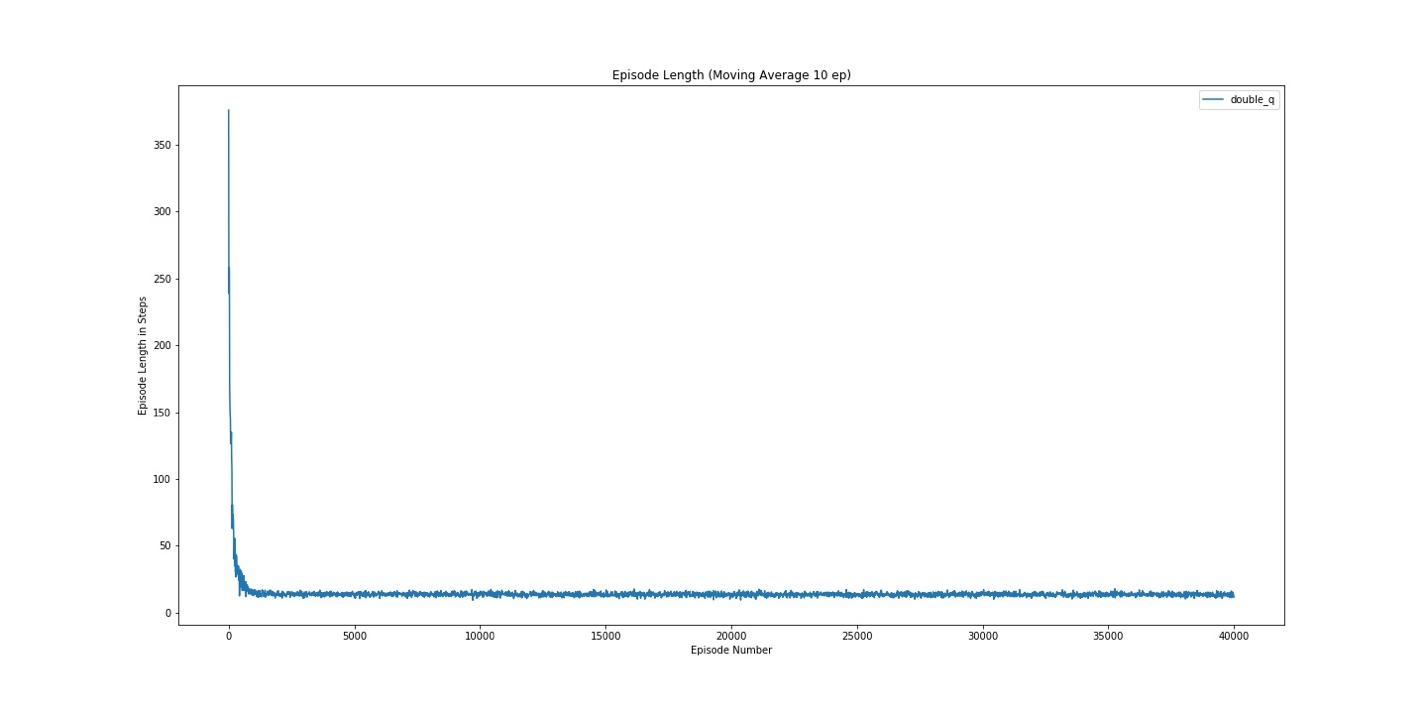 Episode Length (Moving Average 10 ep)
double_q
Episode Length in Steps
350
300
250
200
150
100
50
0
0 5000 10000 15000 20000 25000 30000 35000 40000
Episode Number